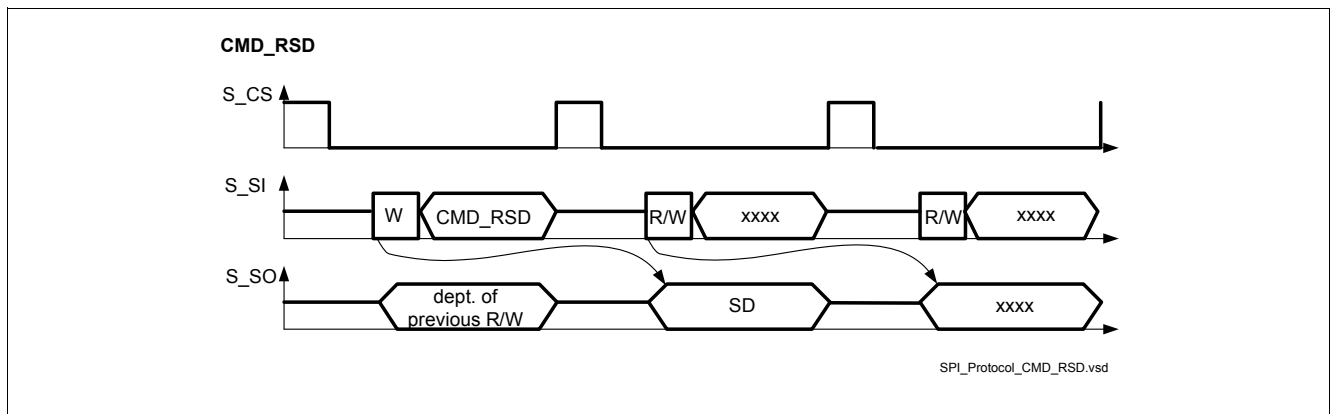 CMD_RSD
S_CS
S_SI
W
CMD_RSD
R/W
xxxx
R/W
xxxx
S_SO
dept. of
previous R/W
SD
xxxx
SPI_Protocol_CMD_RSD.vsd